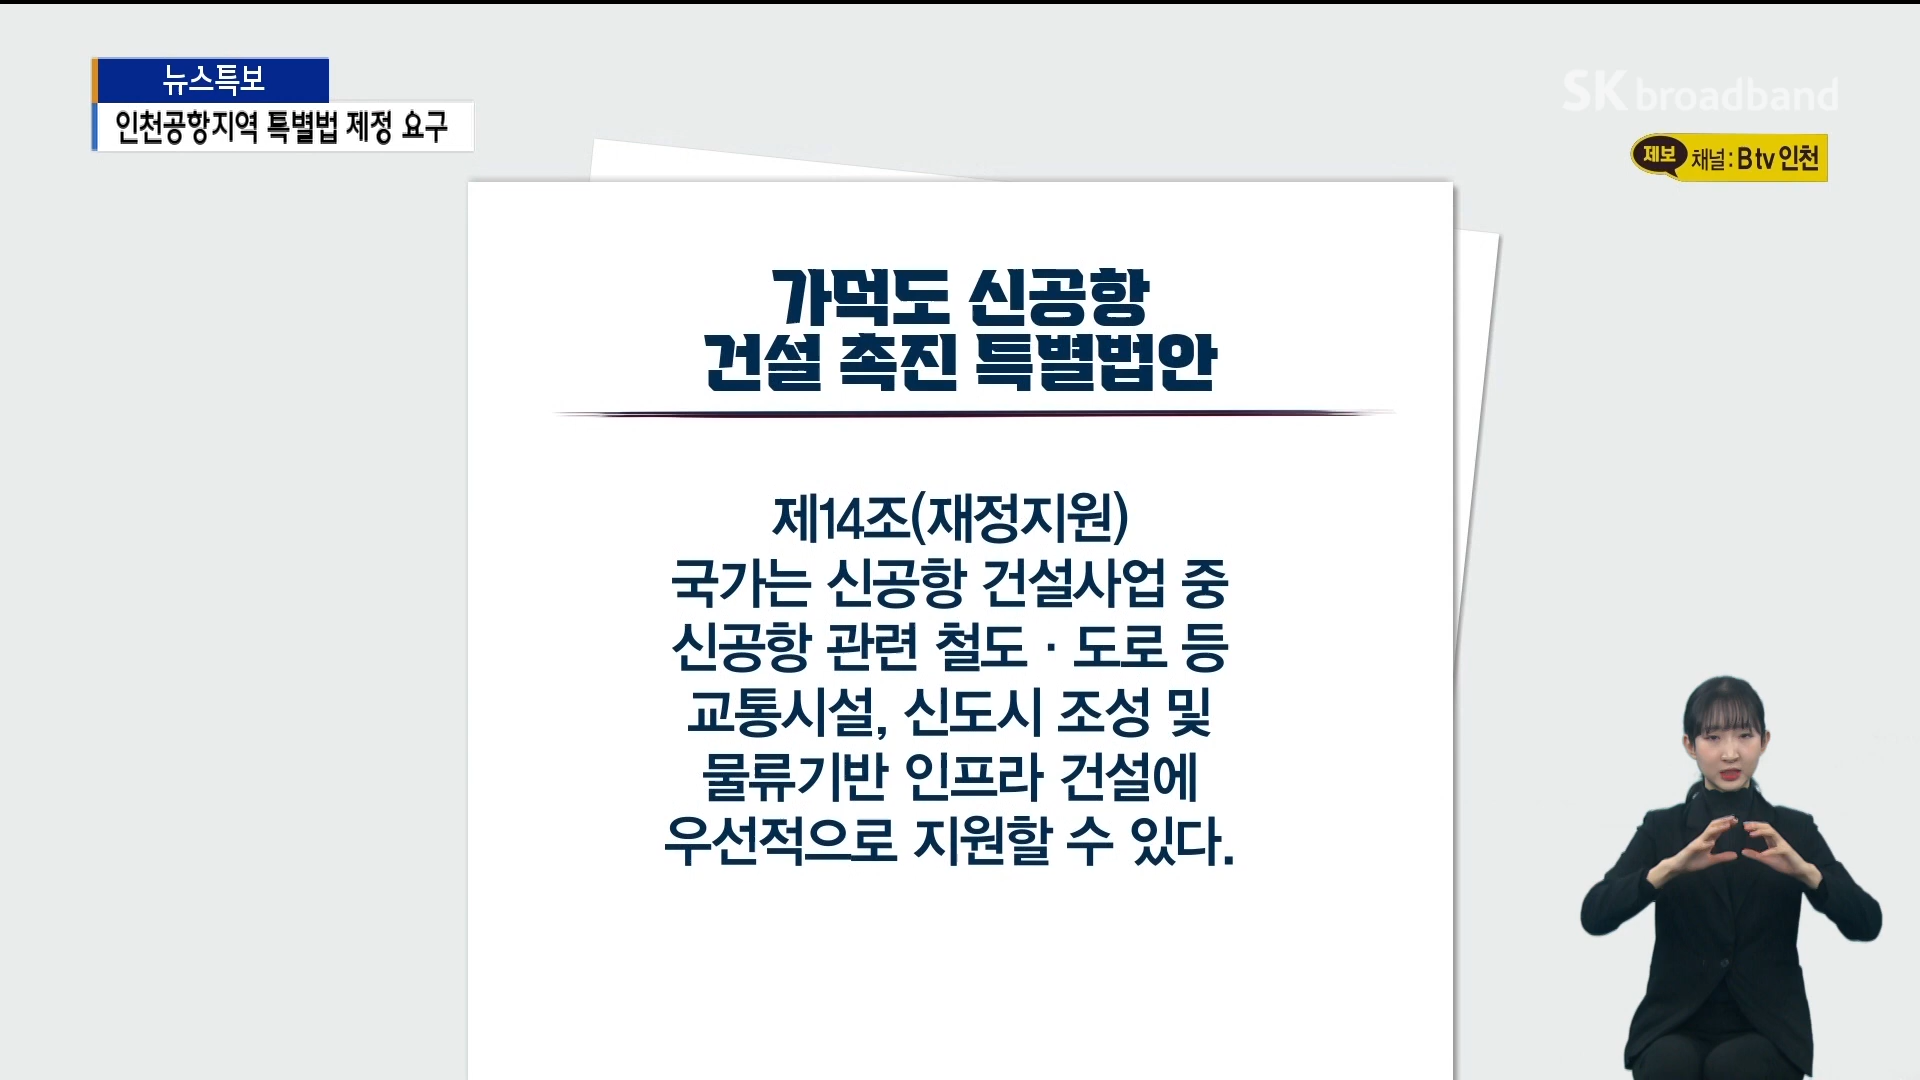 뉴스특보
인천공항지역 특별법 제정 요구
SK broadband
제보 채널 : B tv 인천
가덕도 신공항
건설 촉진 특별법안
제14조(재정지원)
국가는 신공항 건설사업 중
신공항 관련 철도 · 도로 등
교통시설, 신도시 조성 및
물류기반 인프라 건설에
우선적으로 지원할 수 있다.